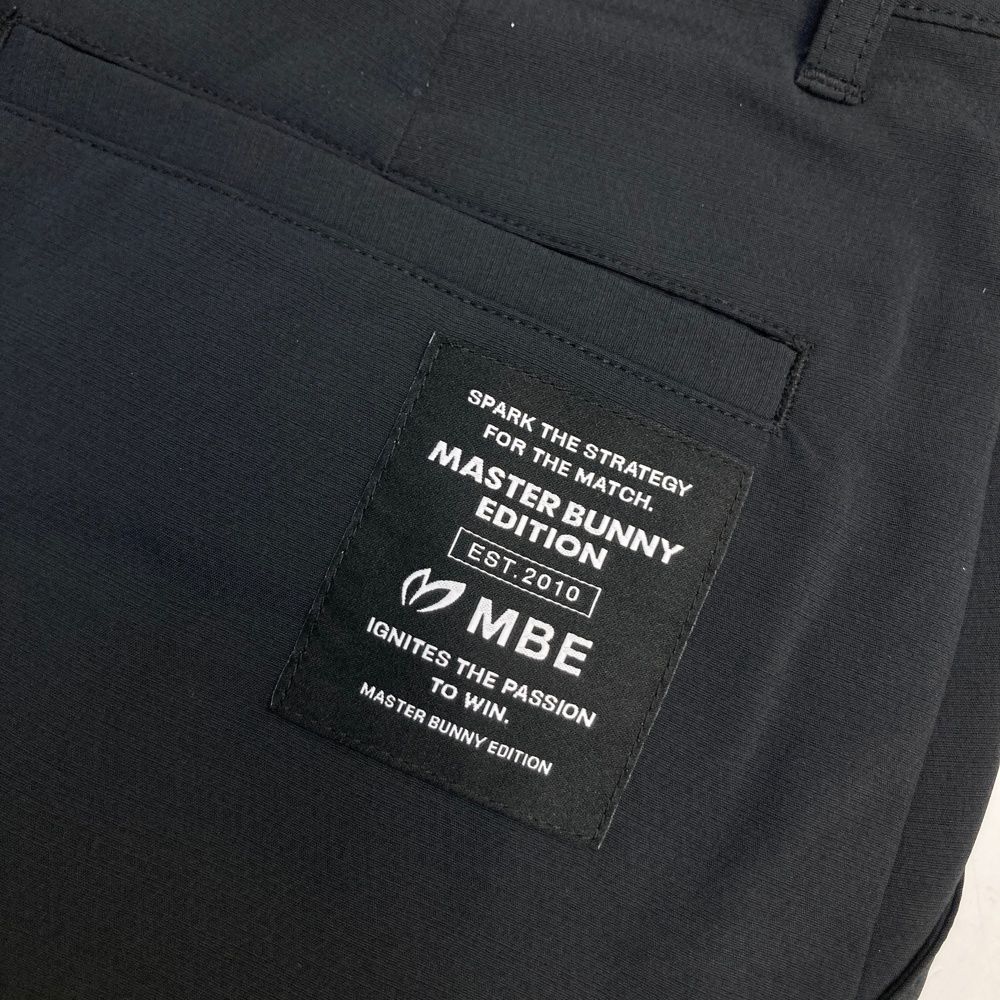 SPARK THE STRATEGY
FOR THE MATCH.
MASTER BUNNY
EDITION
EST.2010
MBE
IGNITES THE PASSION
TO WIN.
MASTER BUNNY EDITION